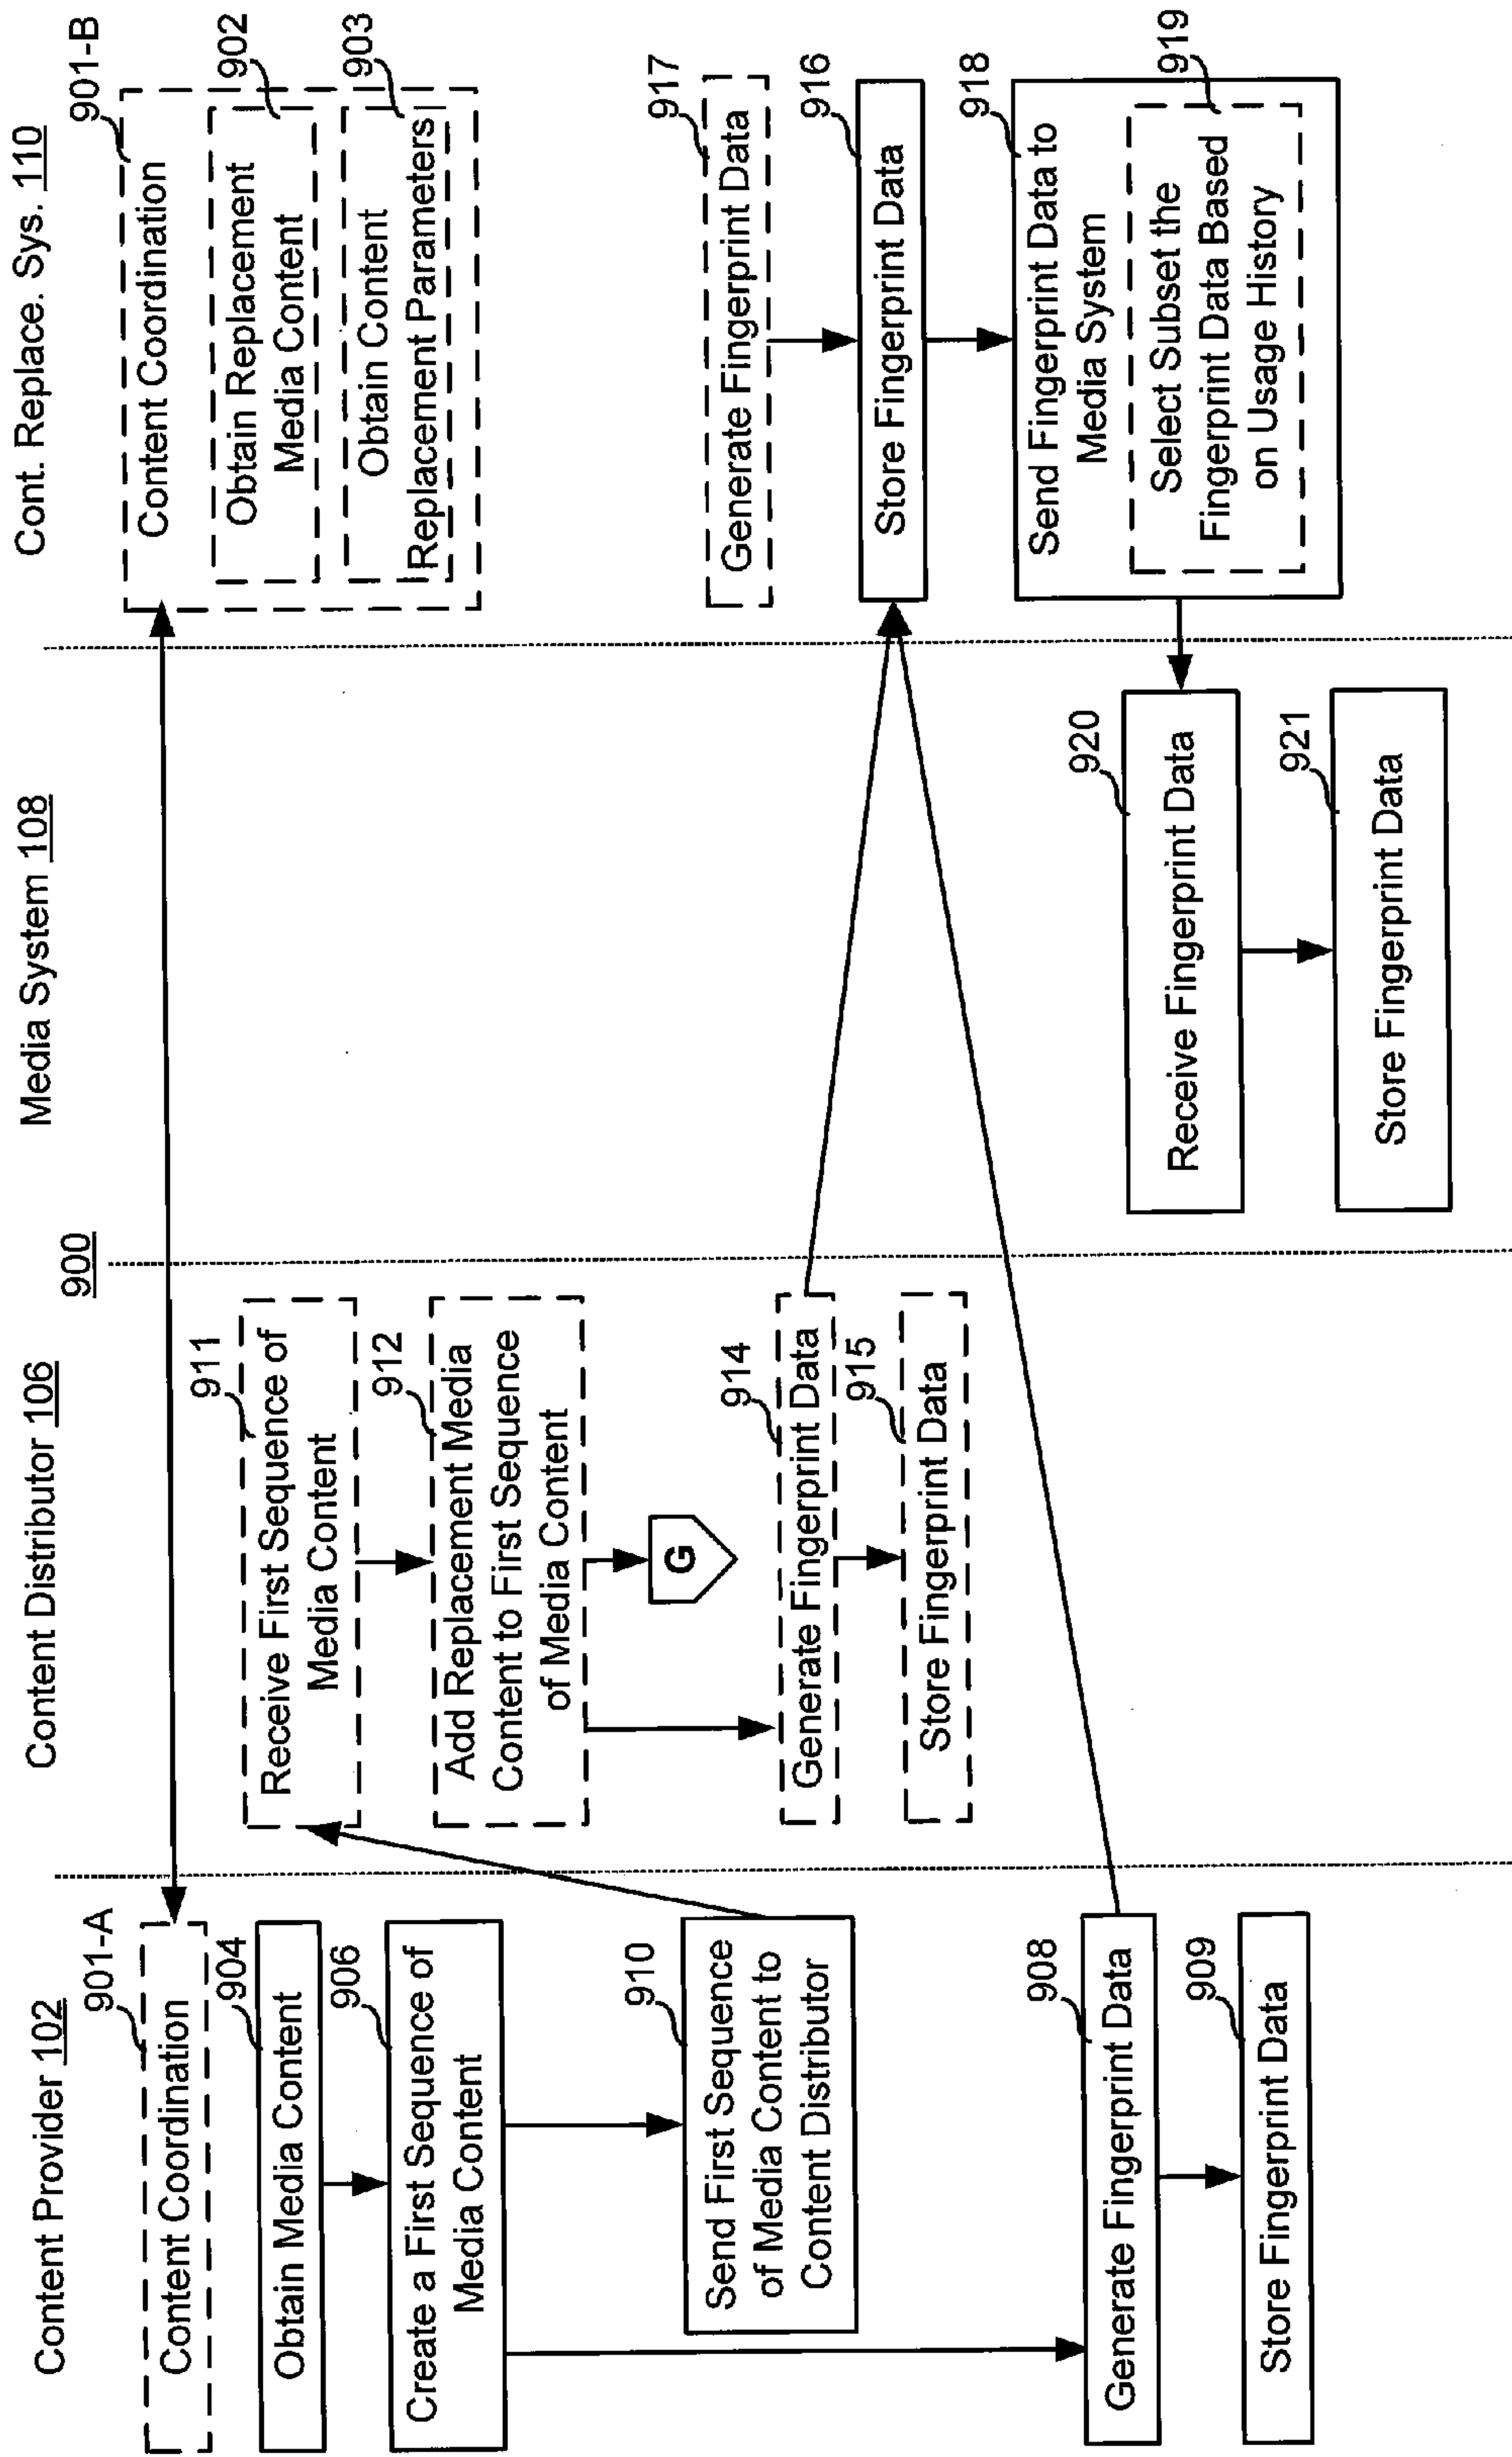 900
Content Provider 102
901-A
Content Coordination
904
Obtain Media Content
906
Create a First Sequence of
Media Content
910
Send First Sequence
of Media Content to
Content Distributor
908
Generate Fingerprint Data
909
Store Fingerprint Data
Content Distributor 106
911
Receive First Sequence of
Media Content
912
Add Replacement Media
Content to First Sequence
of Media Content
G
914
Generate Fingerprint Data
915
Store Fingerprint Data
Media System 108
920
Receive Fingerprint Data
921
Store Fingerprint Data
Cont. Replace. Sys. 110
901-B
Content Coordination
902
Obtain Replacement
Media Content
903
Obtain Content
Replacement Parameters
917
Generate Fingerprint Data
916
Store Fingerprint Data
918
Send Fingerprint Data to
Media System
919
Select Subset the
Fingerprint Data Based
on Usage History